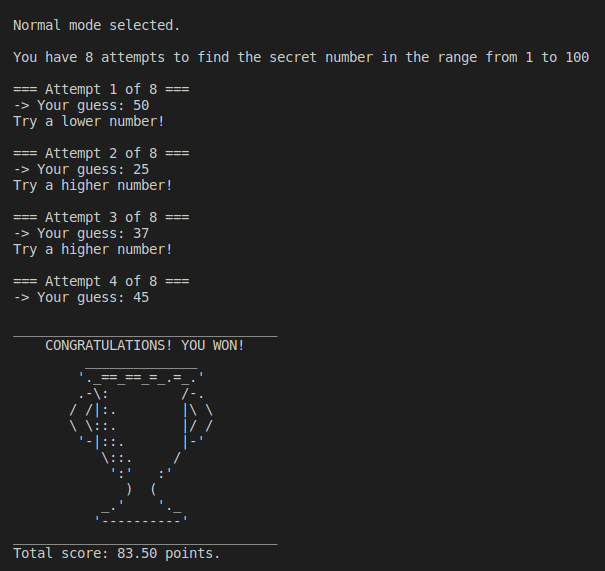 Normal mode selected.
You have 8 attempts to find the secret number in the range from 1 to 100
=== Attempt 1 of 8 ===
-> Your guess: 50
Try a lower number!
=== Attempt 2 of 8 ===
-> Your guess: 25
Try a higher number!
=== Attempt 3 of 8 ===
-> Your guess: 37
Try a higher number!
=== Attempt 4 of 8 ===
-> Your guess: 45
CONGRATULATIONS! YOU WON!
Total score: 83.50 points.